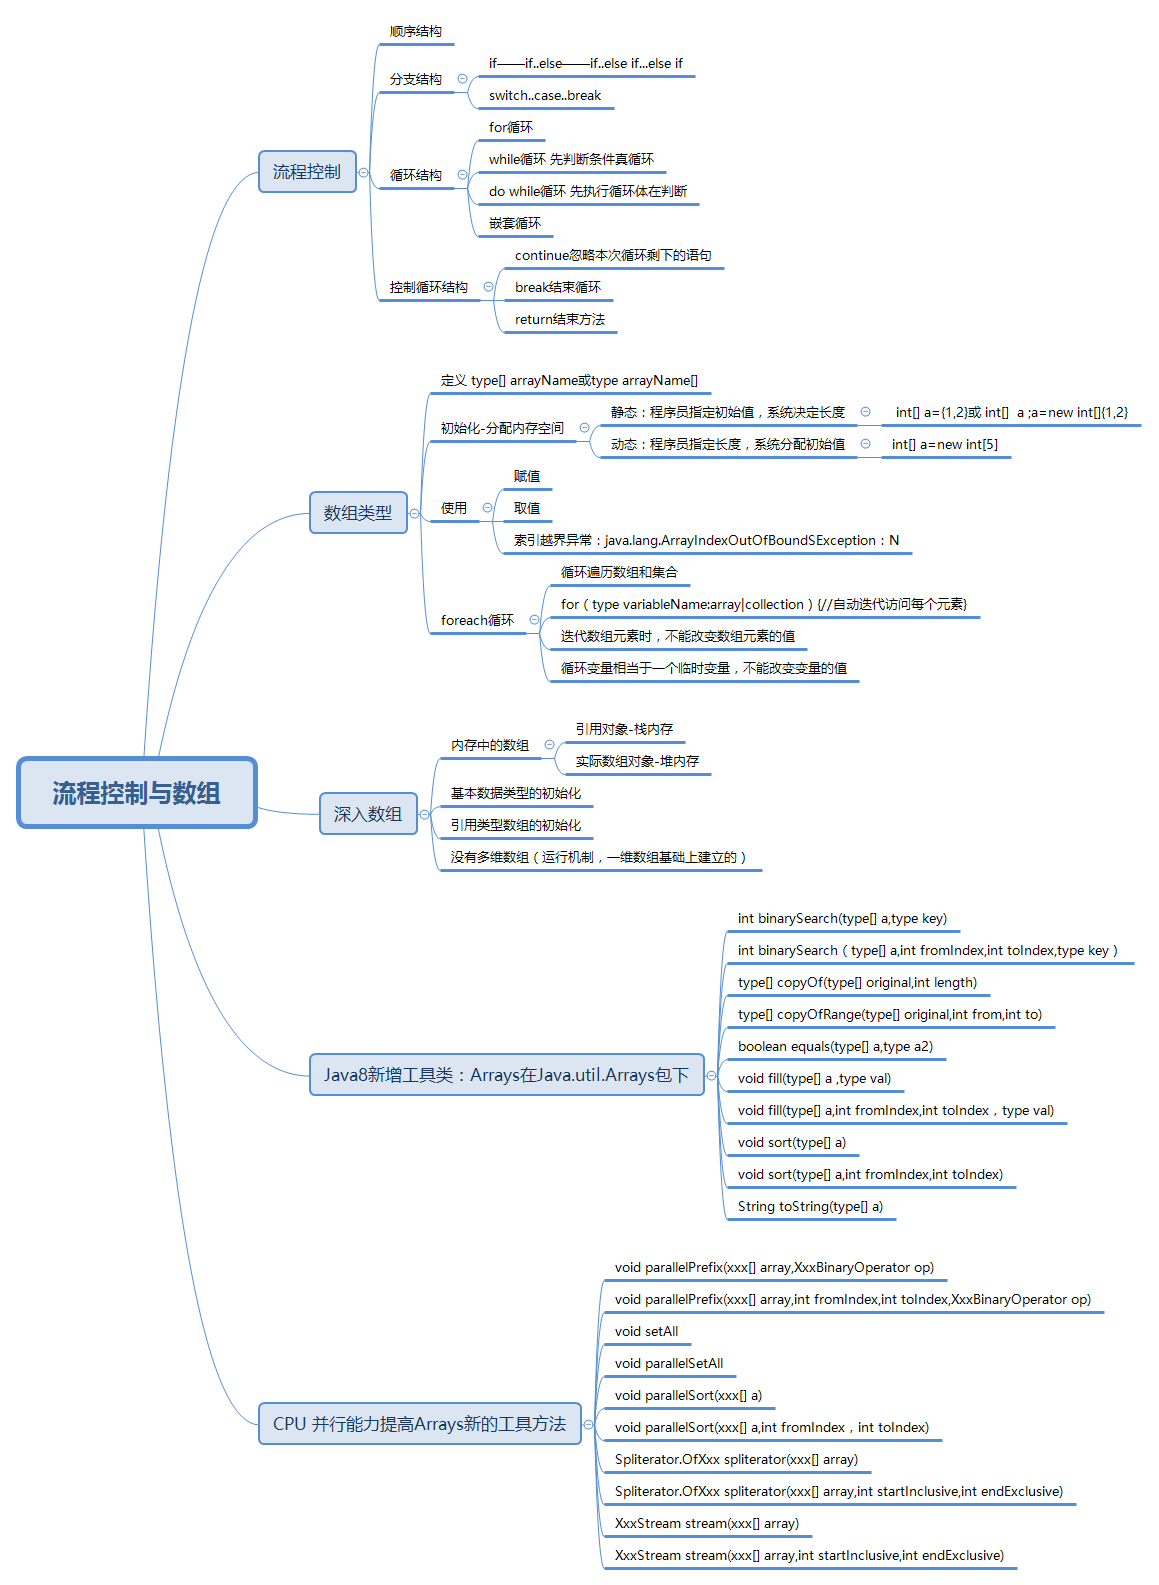 流程控制与数组
流程控制
顺序结构
分支结构
if——if..else——if..else if...else if
switch..case..break
循环结构
for循环
while循环 先判断条件真循环
do while循环 先执行循环体在判断
嵌套循环
控制循环结构
continue忽略本次循环剩下的语句
break结束循环
return结束方法
数组类型
定义 type[] arrayName或type arrayName[]
初始化-分配内存空间
静态：程序员指定初始值，系统决定长度
int[] a={1,2}或 int[] a ;a=new int[]{1,2}
动态：程序员指定长度，系统分配初始值
int[] a=new int[5]
使用
赋值
取值
索引越界异常：java.lang.ArrayIndexOutOfBoundSException：N
foreach循环
循环遍历数组和集合
for（type variableName:array|collection）{//自动迭代访问每个元素}
迭代数组元素时，不能改变数组元素的值
循环变量相当于一个临时变量，不能改变变量的值
深入数组
内存中的数组
引用对象-栈内存
实际数组对象-堆内存
基本数据类型的初始化
引用类型数组的初始化
没有多维数组（运行机制，一维数组基础上建立的）
Java8新增工具类：Arrays在Java.util.Arrays包下
int binarySearch(type[] a,type key)
int binarySearch（type[] a,int fromIndex,int toIndex,type key）
type[] copyOf(type[] original,int length)
type[] copyOfRange(type[] original,int from,int to)
boolean equals(type[] a,type a2)
void fill(type[] a ,type val)
void fill(type[] a,int fromIndex,int toIndex，type val)
void sort(type[] a)
void sort(type[] a,int fromIndex,int toIndex)
String toString(type[] a)
CPU 并行能力提高Arrays新的工具方法
void parallelPrefix(xxx[] array,XxxBinaryOperator op)
void parallelPrefix(xxx[] array,int fromIndex,int toIndex,XxxBinaryOperator op)
void setAll
void parallelSetAll
void parallelSort(xxx[] a)
void parallelSort(xxx[] a,int fromIndex，int toIndex)
Spliterator.OfXxx spliterator(xxx[] array)
Spliterator.OfXxx spliterator(xxx[] array,int startInclusive,int endExclusive)
XxxStream stream(xxx[] array)
XxxStream stream(xxx[] array,int startInclusive,int endExclusive)